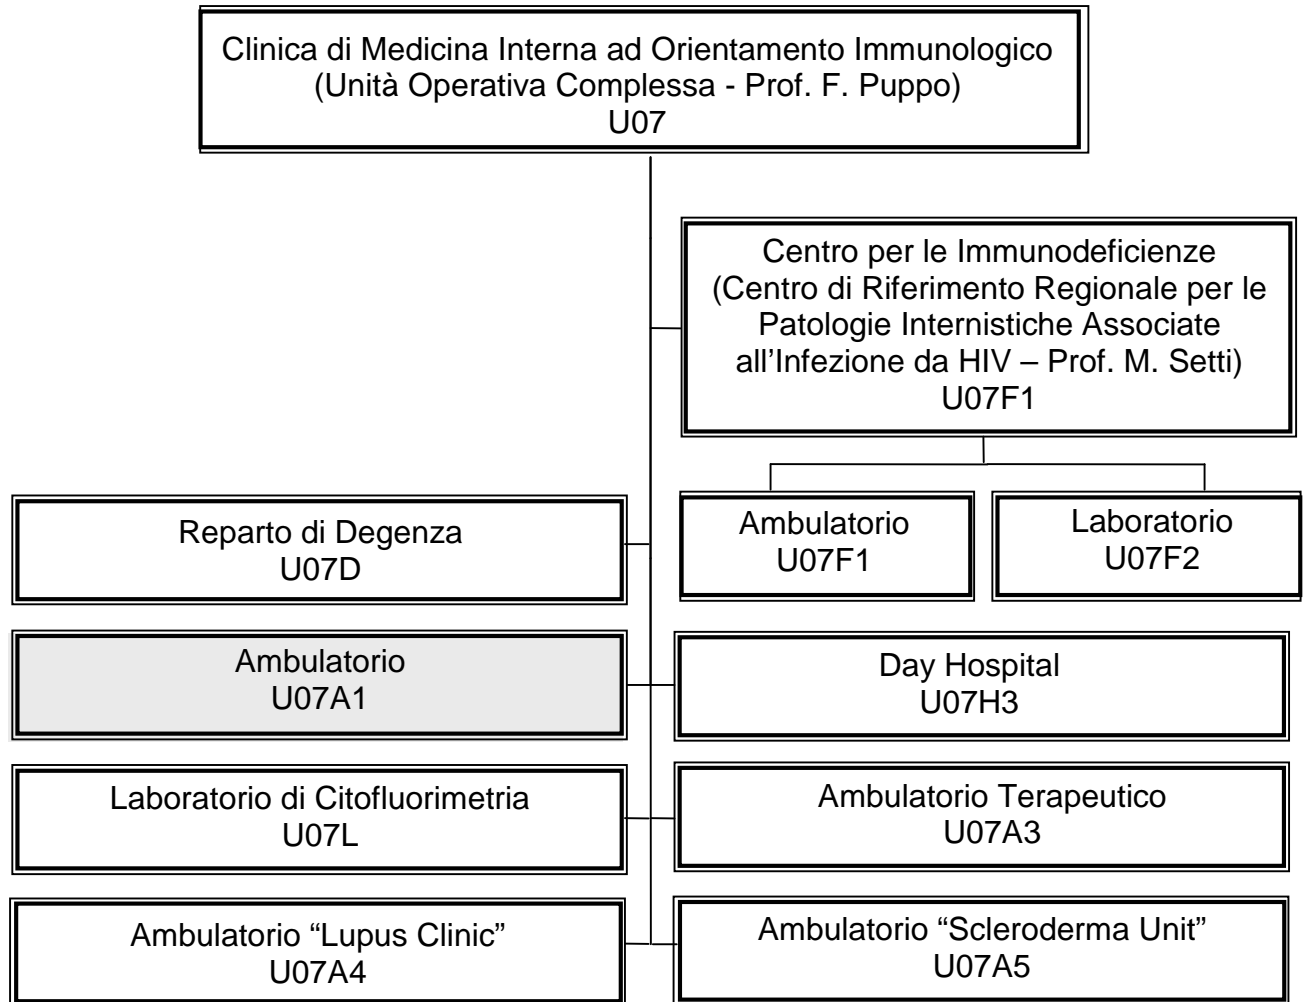 Clinica di Medicina Interna ad Orientamento Immunologico
(Unità Operativa Complessa - Prof. F. Puppo)
U07
Centro per le Immunodeficienze
(Centro di Riferimento Regionale per le
Patologie Internistiche Associate
all’Infezione da HIV – Prof. M. Setti)
U07F1
Ambulatorio
U07F1
Laboratorio
U07F2
Reparto di Degenza
U07D
Ambulatorio
U07A1
Day Hospital
U07H3
Laboratorio di Citofluorimetria
U07L
Ambulatorio Terapeutico
U07A3
Ambulatorio “Lupus Clinic”
U07A4
Ambulatorio “Scleroderma Unit”
U07A5